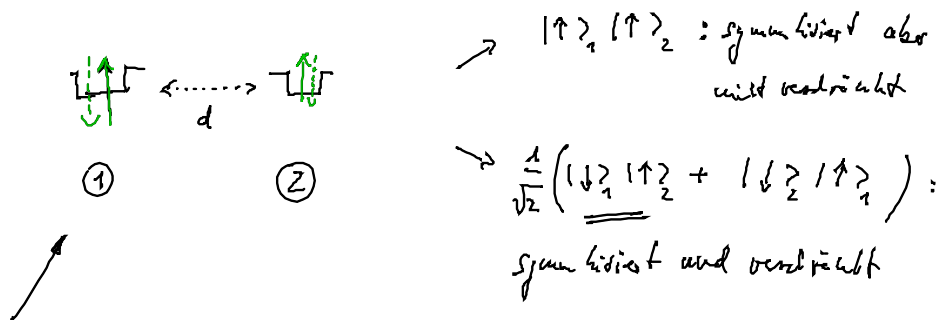 |↑⟩₁ |↑⟩₂ : symmetrisiert aber
nicht verschränkt
d
① ②
1/√2 (|↓⟩₁ |↑⟩₂ + |↓⟩₂ |↑⟩₁) :
symmetrisiert und verschränkt